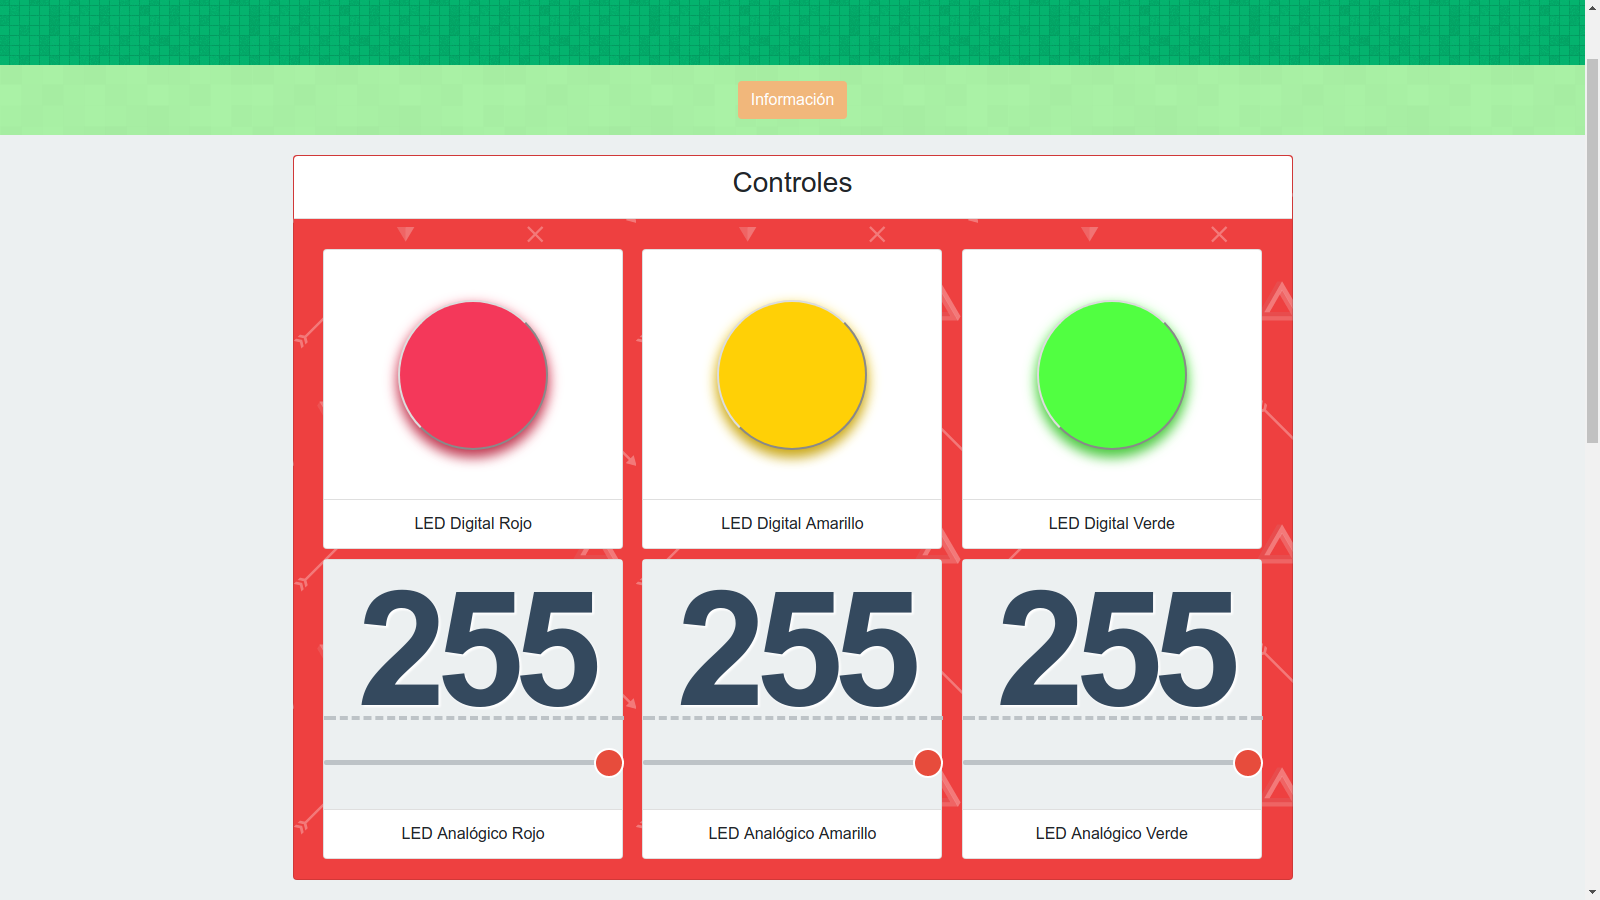 Información
Controles
LED Digital Rojo
LED Digital Amarillo
LED Digital Verde
255
255
255
LED Analógico Rojo
LED Analógico Amarillo
LED Analógico Verde